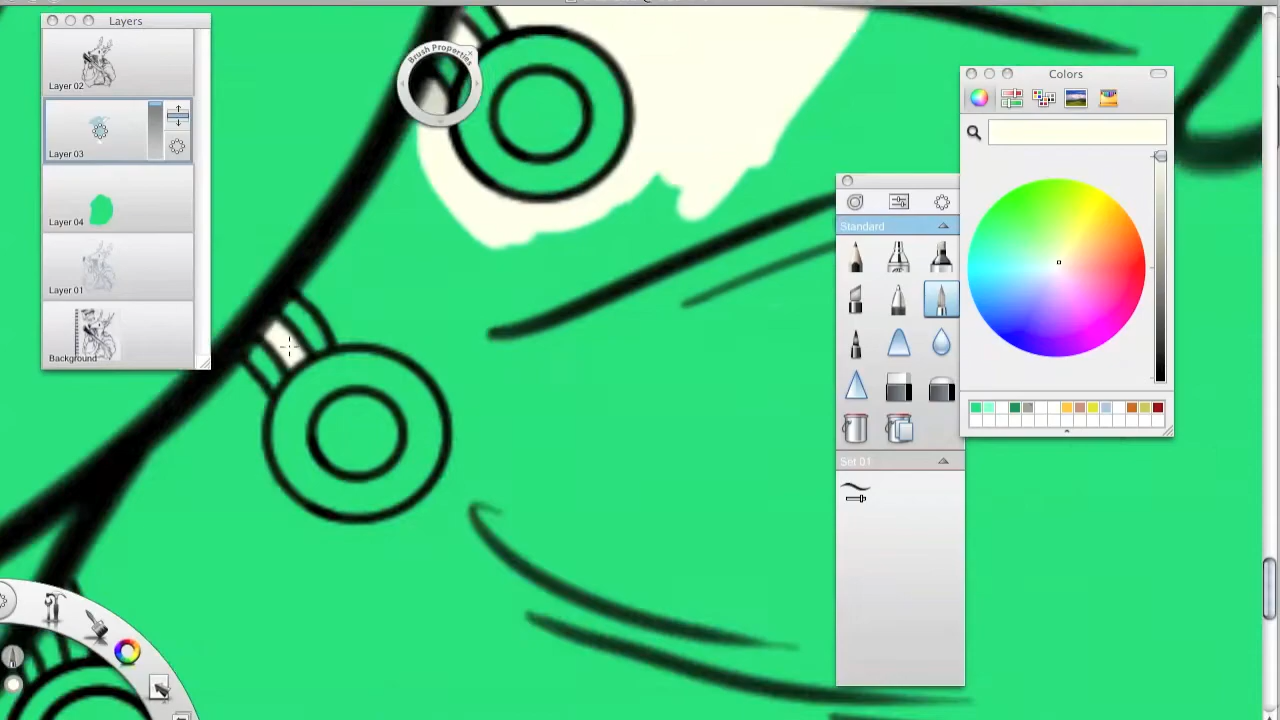 Layers
Layer 02
Layer 03
Layer 04
Layer 01
Background
Brush Properties
Standard
Set 01
Colors